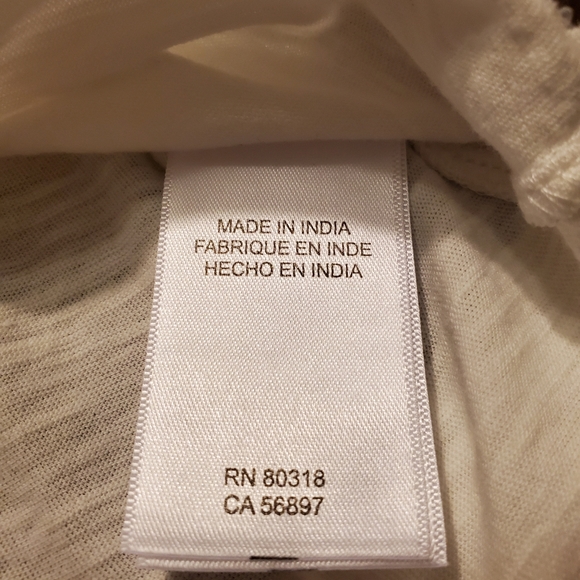 MADE IN INDIA
FABRIQUE EN INDE
HECHO EN INDIA
RN 80318
CA 56897